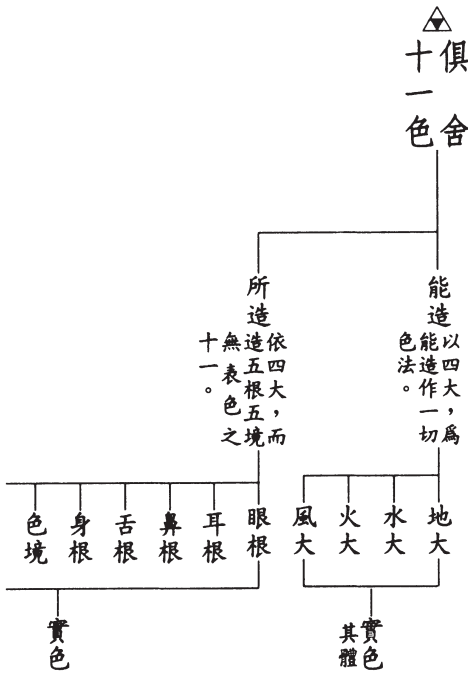 俱舍
十一色
能造
以四大，爲
能造作一切
色法。
地大
水大
火大
風大
實色
其體
所造
依四大，而
造五根五境
無表色之
十一。
眼根
耳根
鼻根
舌根
身根
色境
實色